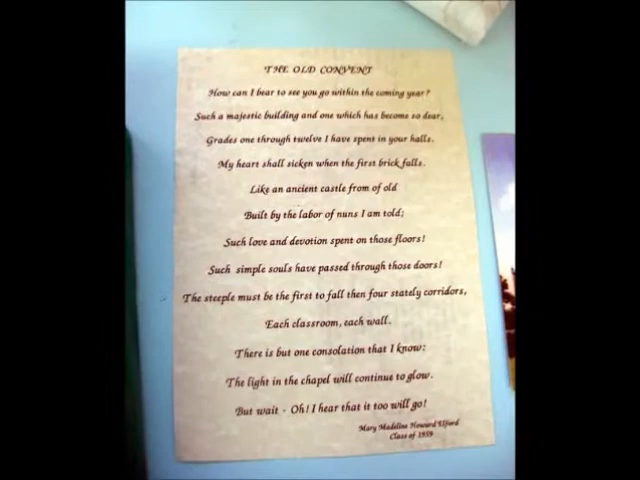 THE OLD CONVENT
How can I bear to see you go within the coming year?
Such a majestic building and one which has become so dear,
Grades one through twelve I have spent in your halls.
My heart shall sicken when the first brick falls.
Like an ancient castle from of old
Built by the labor of nuns I am told;
Such love and devotion spent on those floors!
Such simple souls have passed through those doors!
The steeple must be the first to fall then four stately corridors,
Each classroom, each wall.
There is but one consolation that I know:
The light in the chapel will continue to glow.
But wait - Oh! I hear that it too will go!
Mary Madeline Howard Elford
Class of 1959